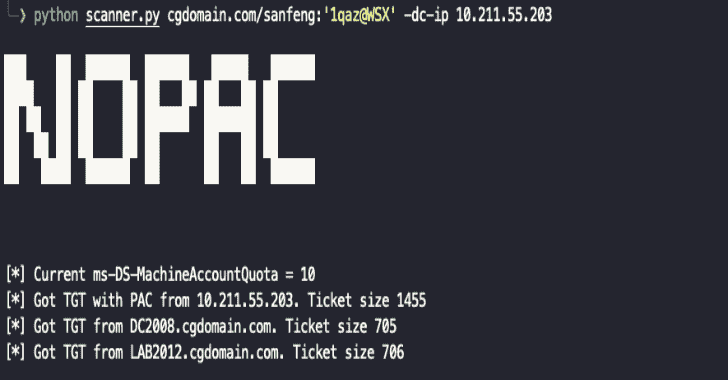 ❯ python scanner.py cgdomain.com/sanfeng:'1qaz@WSX' -dc-ip 10.211.55.203
NOPAC
[*] Current ms-DS-MachineAccountQuota = 10
[*] Got TGT with PAC from 10.211.55.203. Ticket size 1455
[*] Got TGT from DC2008.cgdomain.com. Ticket size 705
[*] Got TGT from LAB2012.cgdomain.com. Ticket size 706